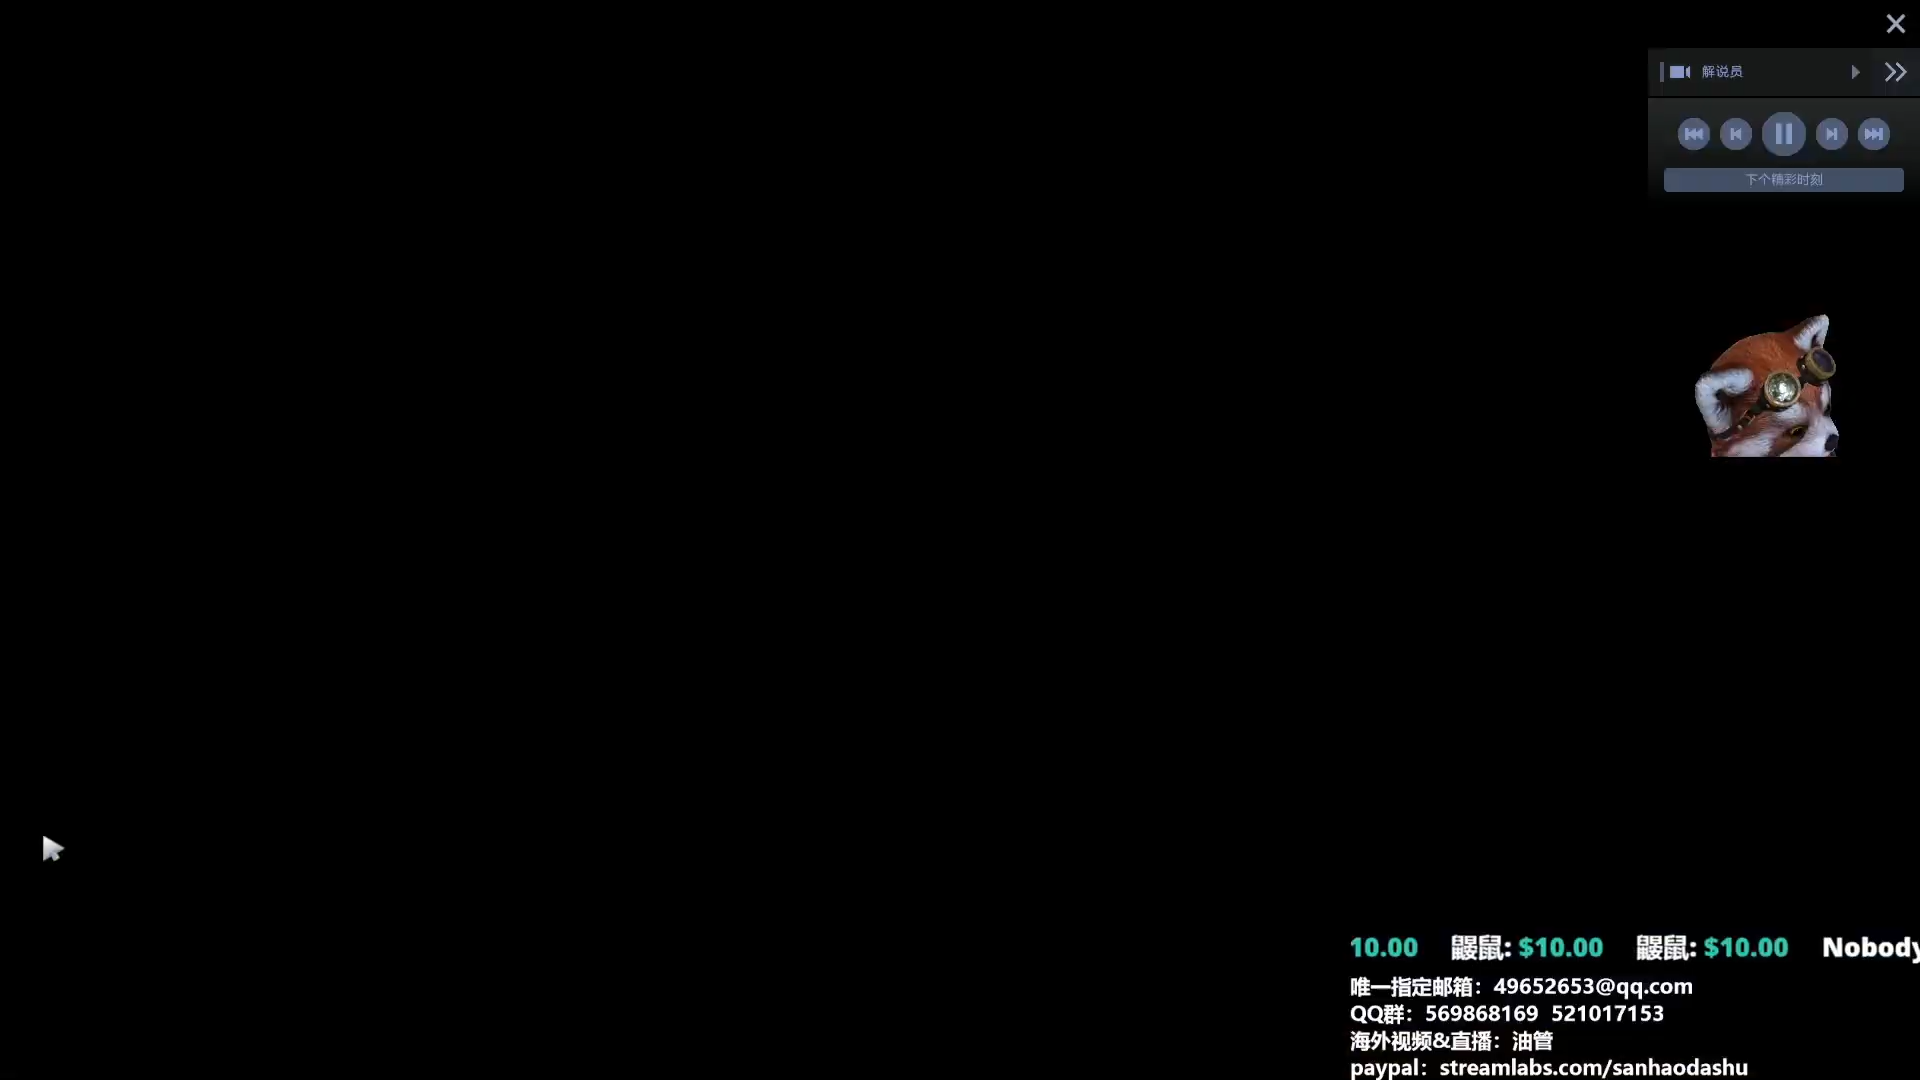 解说员
下个精彩时刻
10.00 鼹鼠: $10.00 鼹鼠: $10.00 Nobody
唯一指定邮箱：49652653@qq.com
QQ群：569868169 521017153
海外视频&直播：油管
paypal：streamlabs.com/sanhaodashu